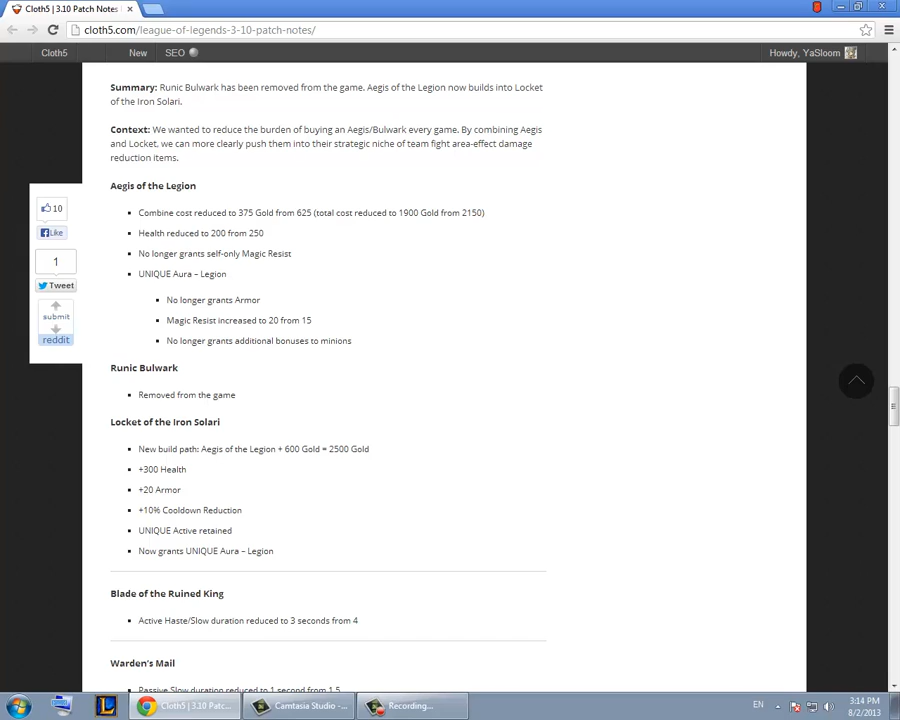 Cloth5 | 3.10 Patch Notes
cloth5.com/league-of-legends-3-10-patch-notes/
Cloth5 New SEO Howdy, YaSloom
Summary: Runic Bulwark has been removed from the game. Aegis of the Legion now builds into Locket
of the Iron Solari.
Context: We wanted to reduce the burden of buying an Aegis/Bulwark every game. By combining Aegis
and Locket, we can more clearly push them into their strategic niche of team fight area-effect damage
reduction items.
Aegis of the Legion
Combine cost reduced to 375 Gold from 625 (total cost reduced to 1900 Gold from 2150)
Health reduced to 200 from 250
No longer grants self-only Magic Resist
UNIQUE Aura – Legion
No longer grants Armor
Magic Resist increased to 20 from 15
No longer grants additional bonuses to minions
Runic Bulwark
Removed from the game
Locket of the Iron Solari
New build path: Aegis of the Legion + 600 Gold = 2500 Gold
+300 Health
+20 Armor
+10% Cooldown Reduction
UNIQUE Active retained
Now grants UNIQUE Aura – Legion
Blade of the Ruined King
Active Haste/Slow duration reduced to 3 seconds from 4
Warden's Mail
Passive Slow duration reduced to 1 second from 1.5
10
Like
1
Tweet
submit
reddit
Cloth5 | 3.10 Patc...
Camtasia Studio - ...
Recording...
EN
3:14 PM
8/2/2013